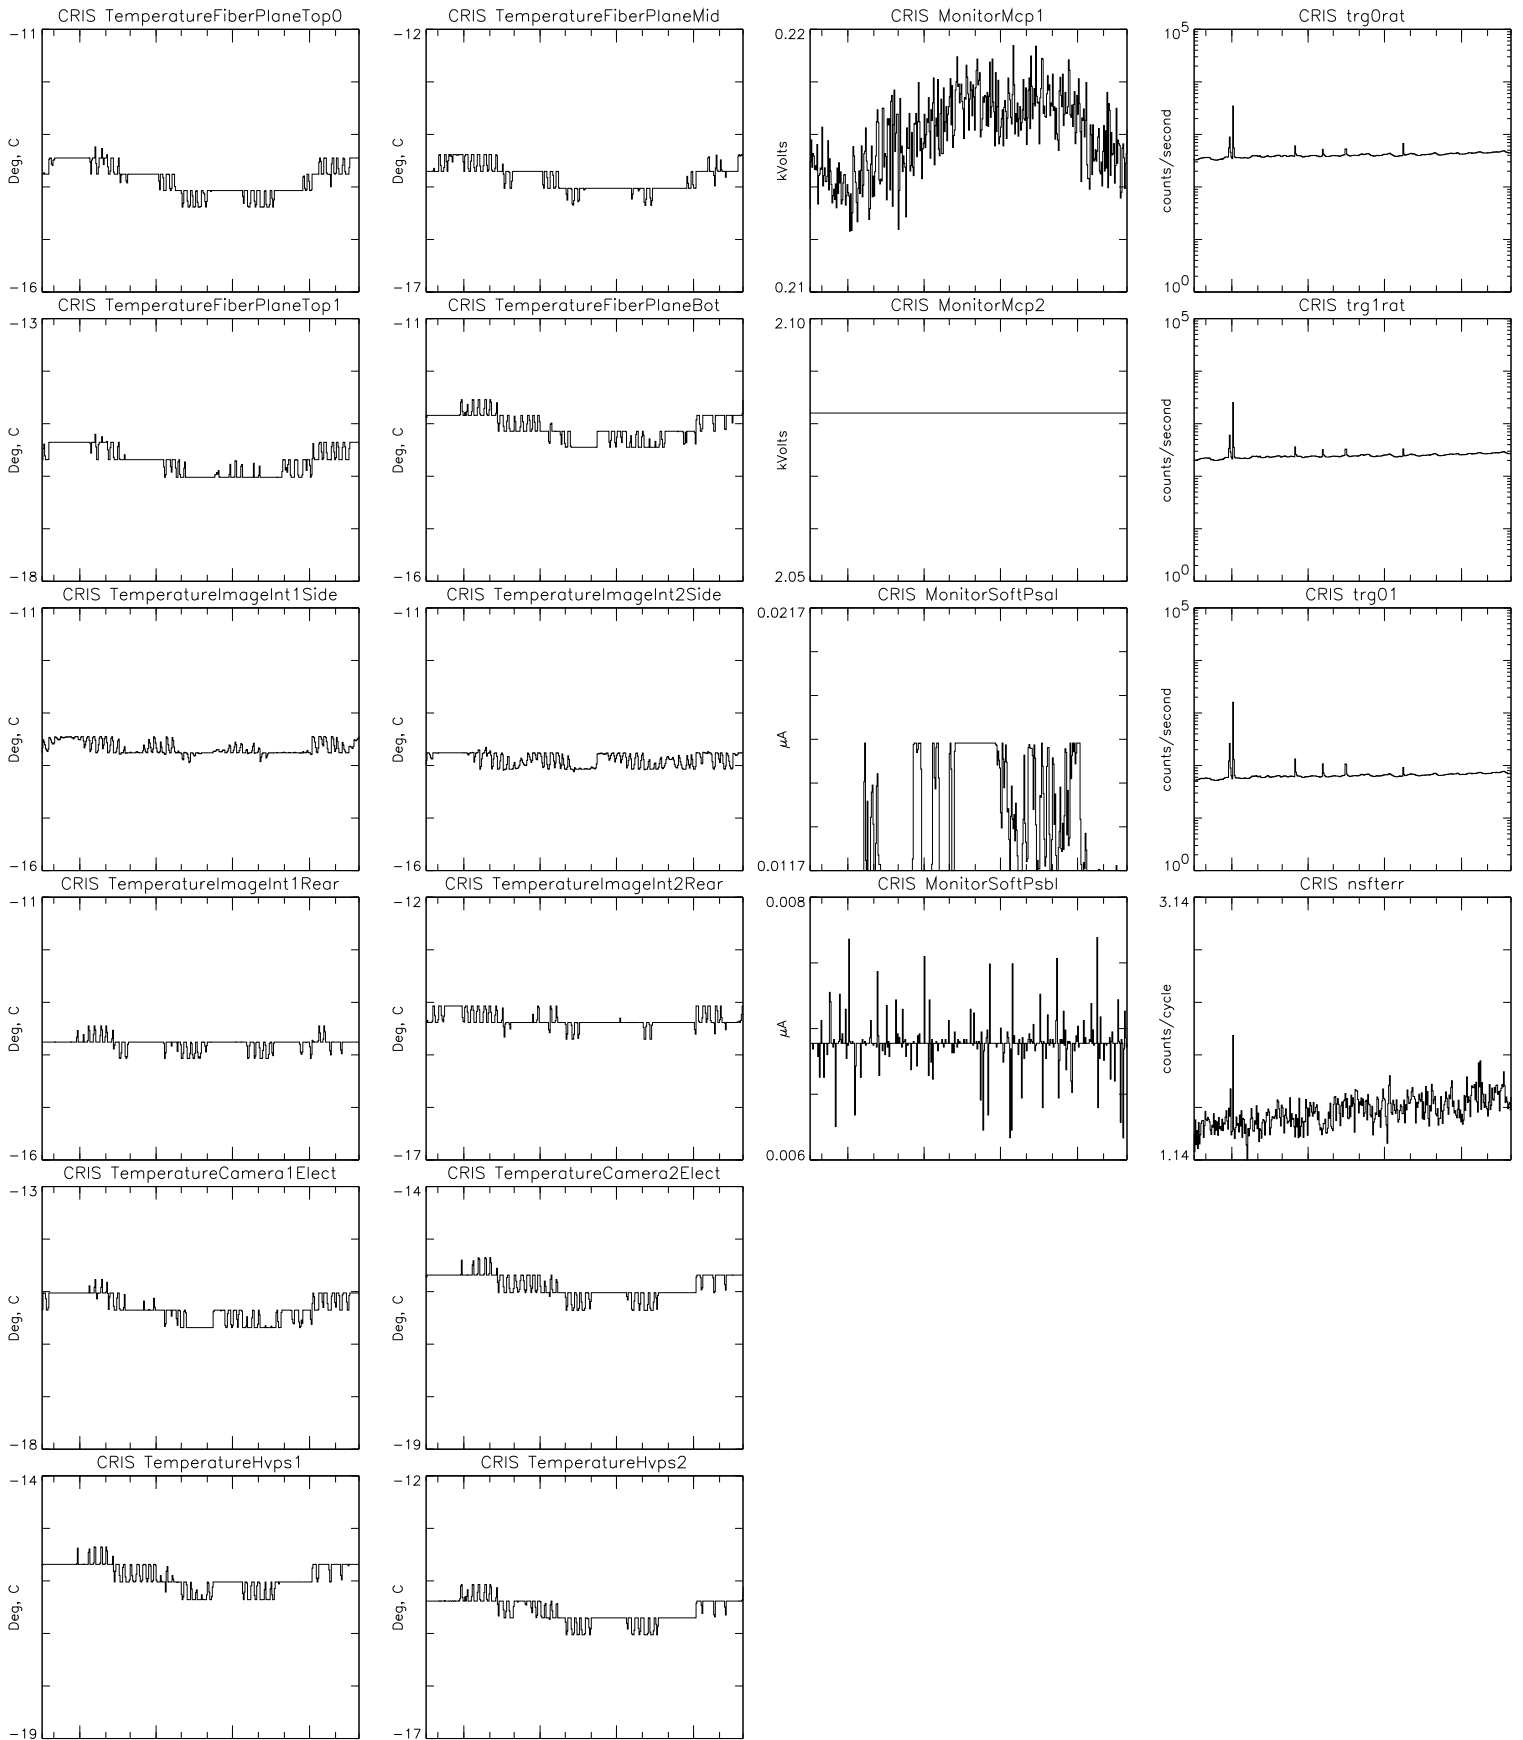 CRIS TemperatureFiberPlaneTop0
CRIS TemperatureFiberPlaneMid
CRIS MonitorMcp1
CRIS trg0rat
-11
Deg, C
-16
-12
Deg, C
-17
0.22
kVolts
0.21
10^5
counts/second
10^0
CRIS TemperatureFiberPlaneTop1
CRIS TemperatureFiberPlaneBot
CRIS MonitorMcp2
CRIS trg1rat
-13
Deg, C
-18
-11
Deg, C
-16
2.10
kVolts
2.05
10^5
counts/second
10^0
CRIS TemperatureImageInt1Side
CRIS TemperatureImageInt2Side
CRIS MonitorSoftPsaI
CRIS trg01
-11
Deg, C
-16
-11
Deg, C
-16
0.0217
μA
0.0117
10^5
counts/second
10^0
CRIS TemperatureImageInt1Rear
CRIS TemperatureImageInt2Rear
CRIS MonitorSoftPsbI
CRIS nsfterr
-11
Deg, C
-16
-12
Deg, C
-17
0.008
μA
0.006
3.14
counts/cycle
1.14
CRIS TemperatureCamera1Elect
CRIS TemperatureCamera2Elect
-13
Deg, C
-18
-14
Deg, C
-19
CRIS TemperatureHvps1
CRIS TemperatureHvps2
-14
Deg, C
-19
-12
Deg, C
-17